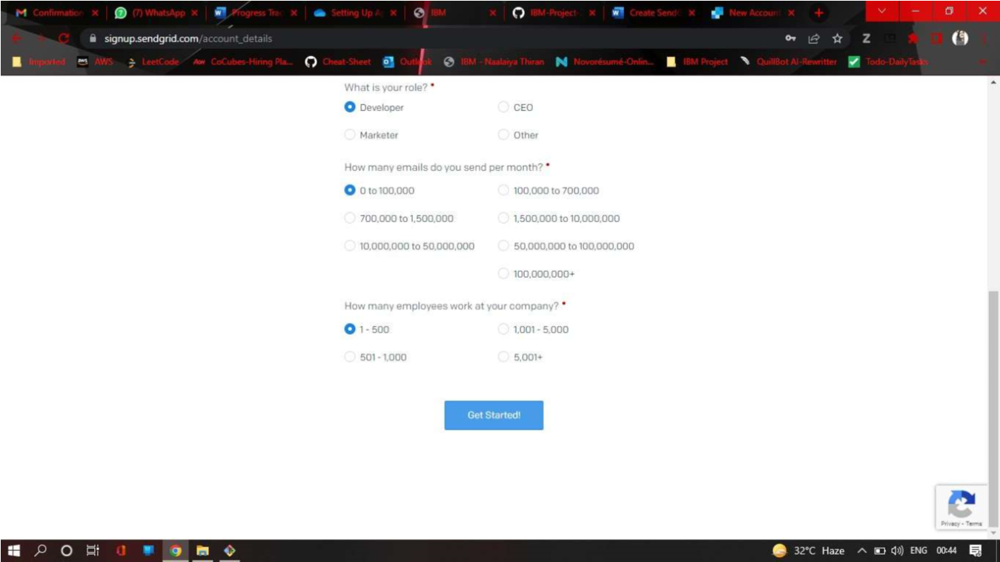 Confirmation (7) WhatsApp Progress Trac Setting Up A IBM IBM-Project- Create Send New Account
signup.sendgrid.com/account_details
Imported AWS LeetCode CoCubes-Hiring Pla... Cheat-Sheet Outlook IBM - Naalaiya Thiran Novorésumé-Onlin... IBM Project QuillBot AI-Rewritter Todo-DailyTasks
What is your role? *
Developer CEO
Marketer Other
How many emails do you send per month? *
0 to 100,000 100,000 to 700,000
700,000 to 1,500,000 1,500,000 to 10,000,000
10,000,000 to 50,000,000 50,000,000 to 100,000,000
100,000,000+
How many employees work at your company? *
1 - 500 1,001 - 5,000
501 - 1,000 5,001+
Get Started!
Privacy - Terms
32°C Haze ENG 00:44